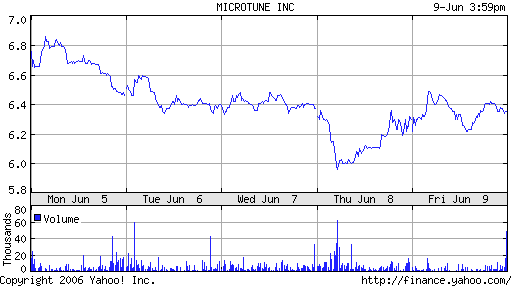 MICROTUNE INC 9-Jun 3:59pm
7.0
6.8
6.6
6.4
6.2
6.0
5.8
Mon Jun 5 Tue Jun 6 Wed Jun 7 Thu Jun 8 Fri Jun 9
80
60
40
20
0
Thousands
Volume
Copyright 2006 Yahoo! Inc. http://finance.yahoo.com/